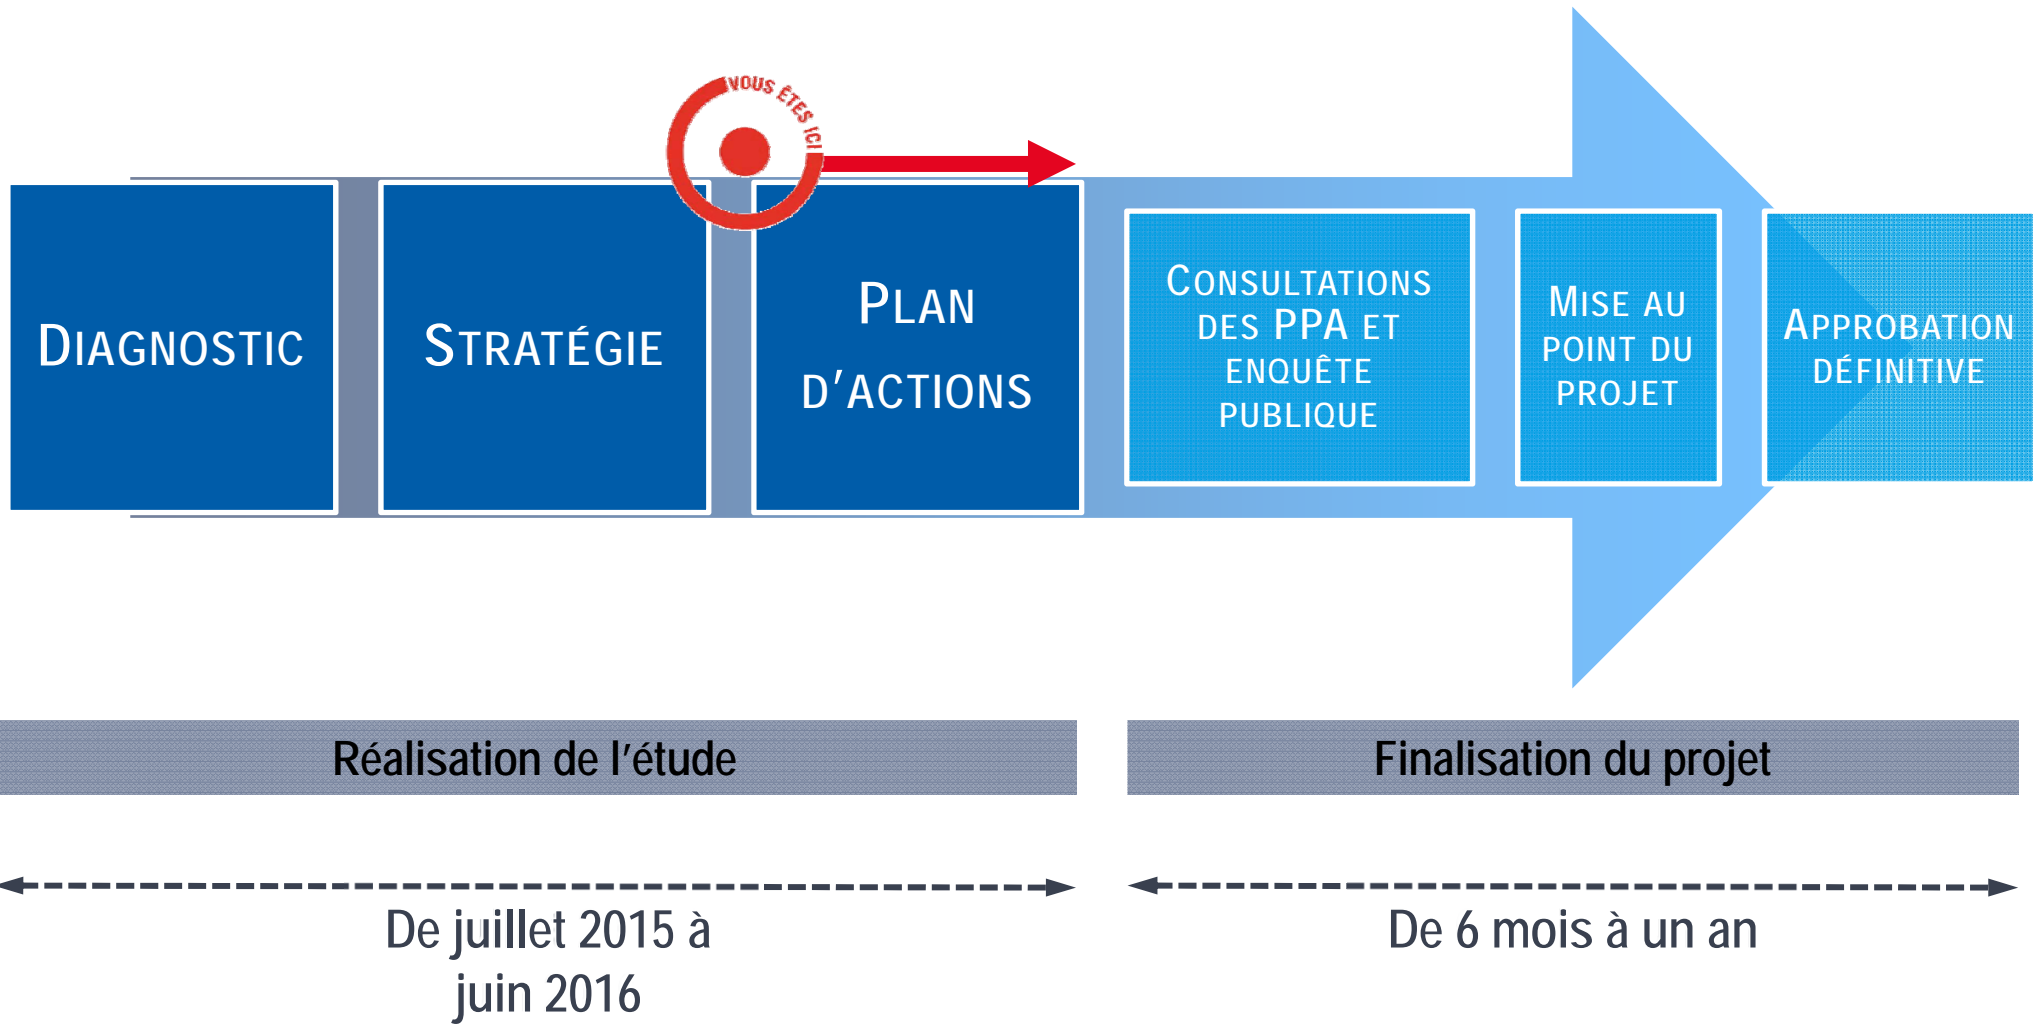 VOUS ÊTES ICI
DIAGNOSTIC
STRATÉGIE
PLAN
D'ACTIONS
CONSULTATIONS
DES PPA ET
ENQUÊTE
PUBLIQUE
MISE AU
POINT DU
PROJET
APPROBATION
DÉFINITIVE
Réalisation de l'étude
Finalisation du projet
De juillet 2015 à
juin 2016
De 6 mois à un an